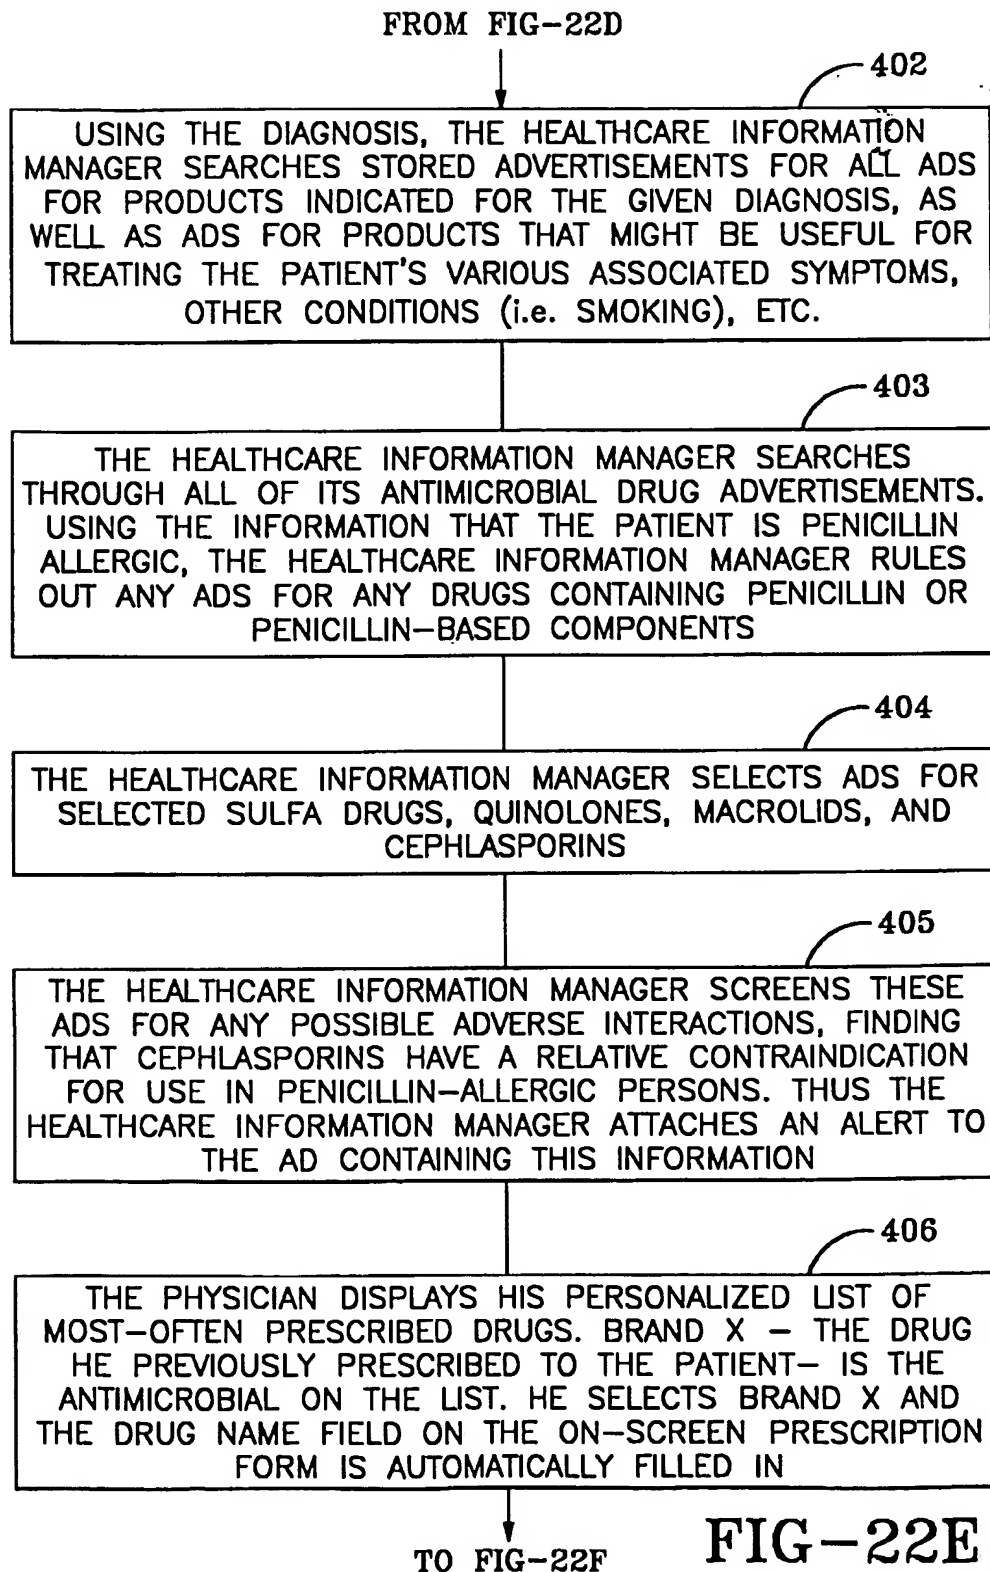 FROM FIG-22D
402
USING THE DIAGNOSIS, THE HEALTHCARE INFORMATION
MANAGER SEARCHES STORED ADVERTISEMENTS FOR ALL ADS
FOR PRODUCTS INDICATED FOR THE GIVEN DIAGNOSIS, AS
WELL AS ADS FOR PRODUCTS THAT MIGHT BE USEFUL FOR
TREATING THE PATIENT'S VARIOUS ASSOCIATED SYMPTOMS,
OTHER CONDITIONS (i.e. SMOKING), ETC.
403
THE HEALTHCARE INFORMATION MANAGER SEARCHES
THROUGH ALL OF ITS ANTIMICROBIAL DRUG ADVERTISEMENTS.
USING THE INFORMATION THAT THE PATIENT IS PENICILLIN
ALLERGIC, THE HEALTHCARE INFORMATION MANAGER RULES
OUT ANY ADS FOR ANY DRUGS CONTAINING PENICILLIN OR
PENICILLIN-BASED COMPONENTS
404
THE HEALTHCARE INFORMATION MANAGER SELECTS ADS FOR
SELECTED SULFA DRUGS, QUINOLONES, MACROLIDS, AND
CEPHLASPORINS
405
THE HEALTHCARE INFORMATION MANAGER SCREENS THESE
ADS FOR ANY POSSIBLE ADVERSE INTERACTIONS, FINDING
THAT CEPHLASPORINS HAVE A RELATIVE CONTRAINDICATION
FOR USE IN PENICILLIN-ALLERGIC PERSONS. THUS THE
HEALTHCARE INFORMATION MANAGER ATTACHES AN ALERT TO
THE AD CONTAINING THIS INFORMATION
406
THE PHYSICIAN DISPLAYS HIS PERSONALIZED LIST OF
MOST-OFTEN PRESCRIBED DRUGS. BRAND X - THE DRUG
HE PREVIOUSLY PRESCRIBED TO THE PATIENT- IS THE
ANTIMICROBIAL ON THE LIST. HE SELECTS BRAND X AND
THE DRUG NAME FIELD ON THE ON-SCREEN PRESCRIPTION
FORM IS AUTOMATICALLY FILLED IN
TO FIG-22F
FIG-22E